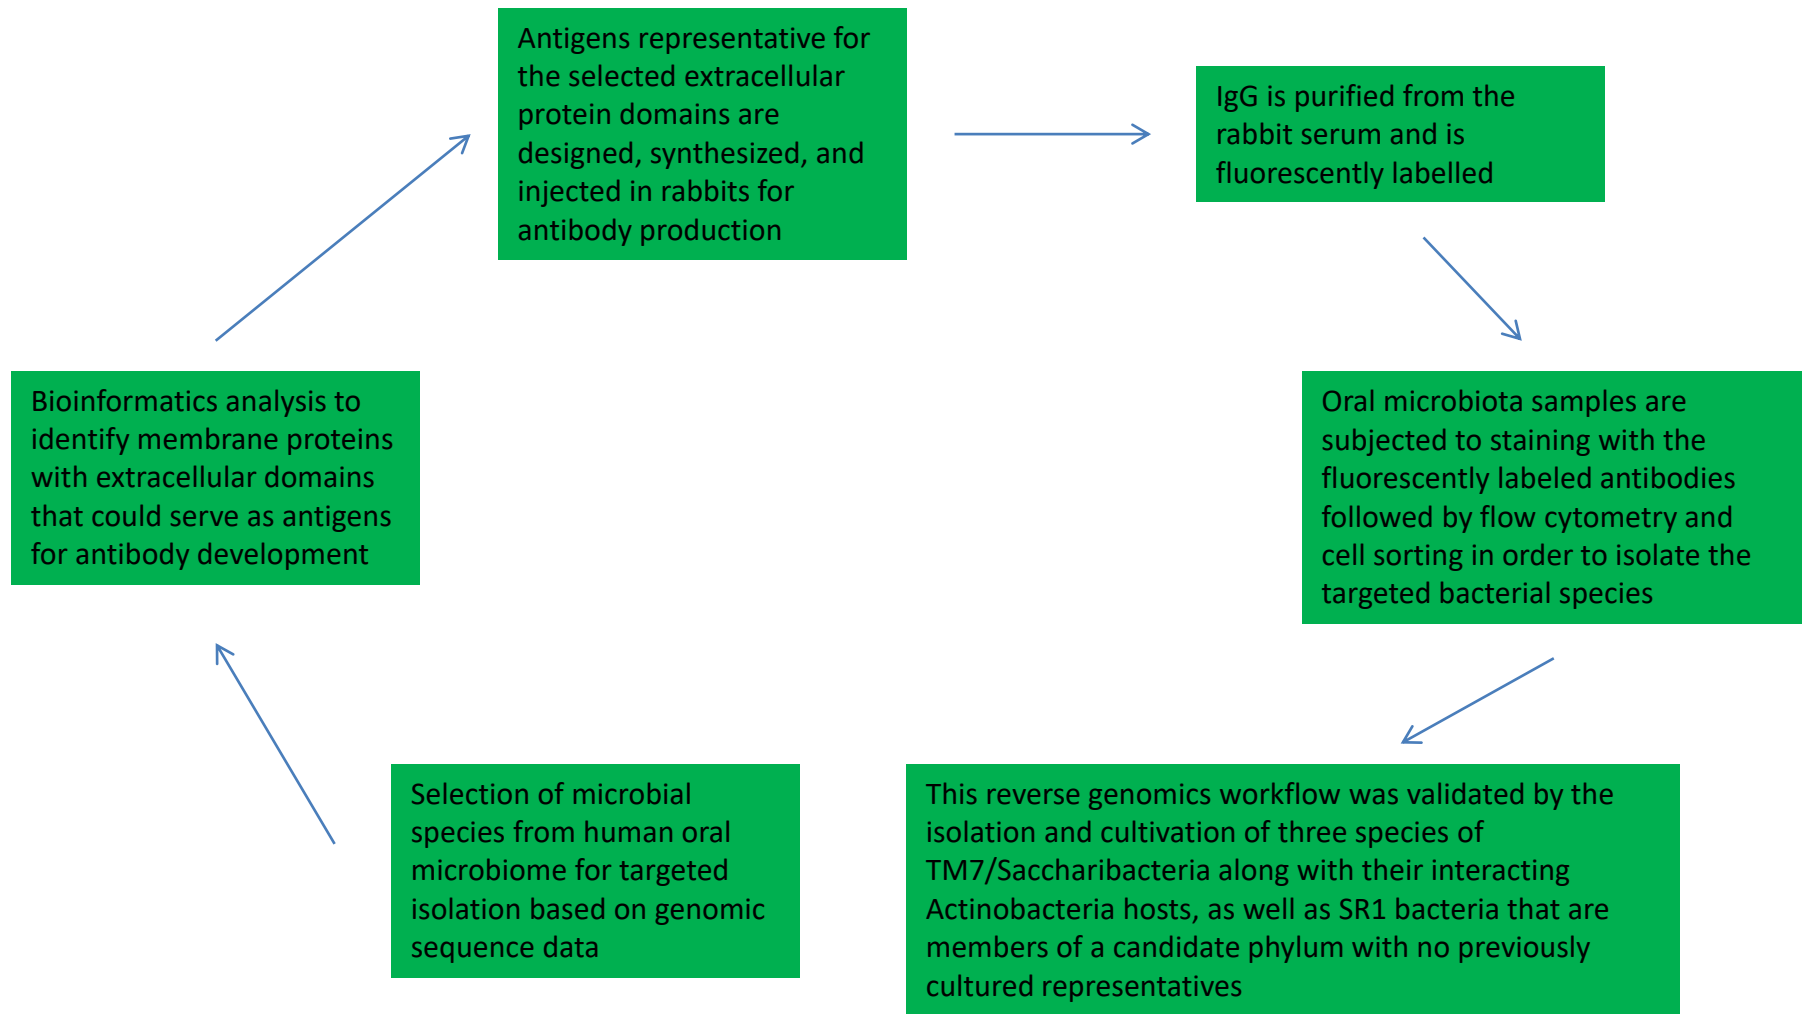 Antigens representative for
the selected extracellular
protein domains are
designed, synthesized, and
injected in rabbits for
antibody production
IgG is purified from the
rabbit serum and is
fluorescently labelled
Bioinformatics analysis to
identify membrane proteins
with extracellular domains
that could serve as antigens
for antibody development
Oral microbiota samples are
subjected to staining with the
fluorescently labeled antibodies
followed by flow cytometry and
cell sorting in order to isolate the
targeted bacterial species
Selection of microbial
species from human oral
microbiome for targeted
isolation based on genomic
sequence data
This reverse genomics workflow was validated by the
isolation and cultivation of three species of
TM7/Saccharibacteria along with their interacting
Actinobacteria hosts, as well as SR1 bacteria that are
members of a candidate phylum with no previously
cultured representatives